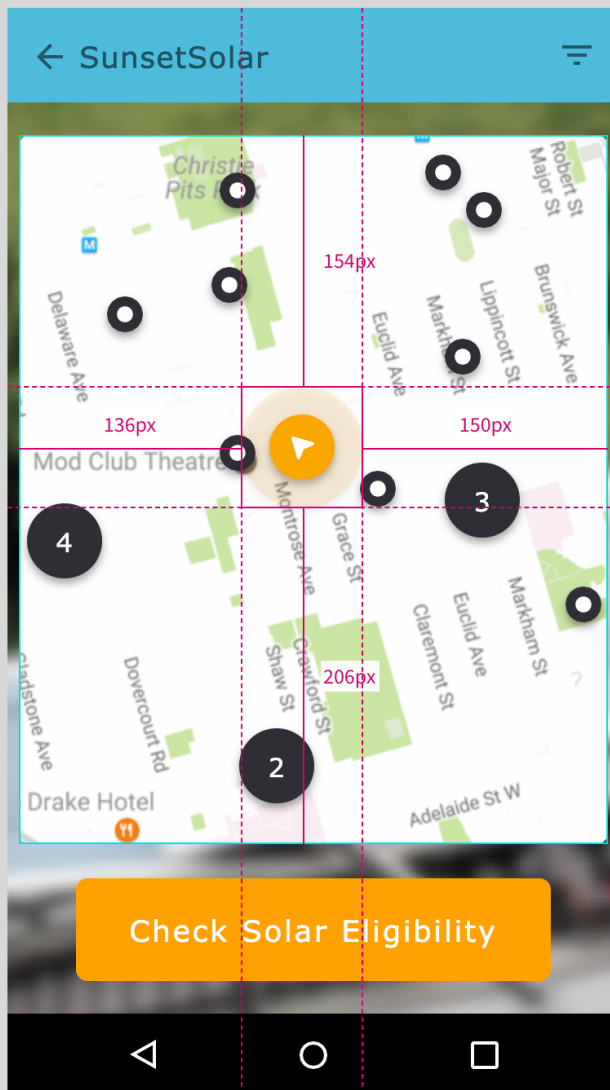 SunsetSolar
Christie
Pits P k
Robert St
Major St
M
154px
Delaware Ave
Euclid Ave
Markham St
Lippincott St
Brunswick Ave
136px
150px
Mod Club Theatre
3
4
Montrose Ave
Grace St
Markham St
Euclid Ave
Claremont St
206px
Shaw St
Crawford St
Dovercourt Rd
Gladstone Ave
?
2
Drake Hotel
Adelaide St W
Check Solar Eligibility